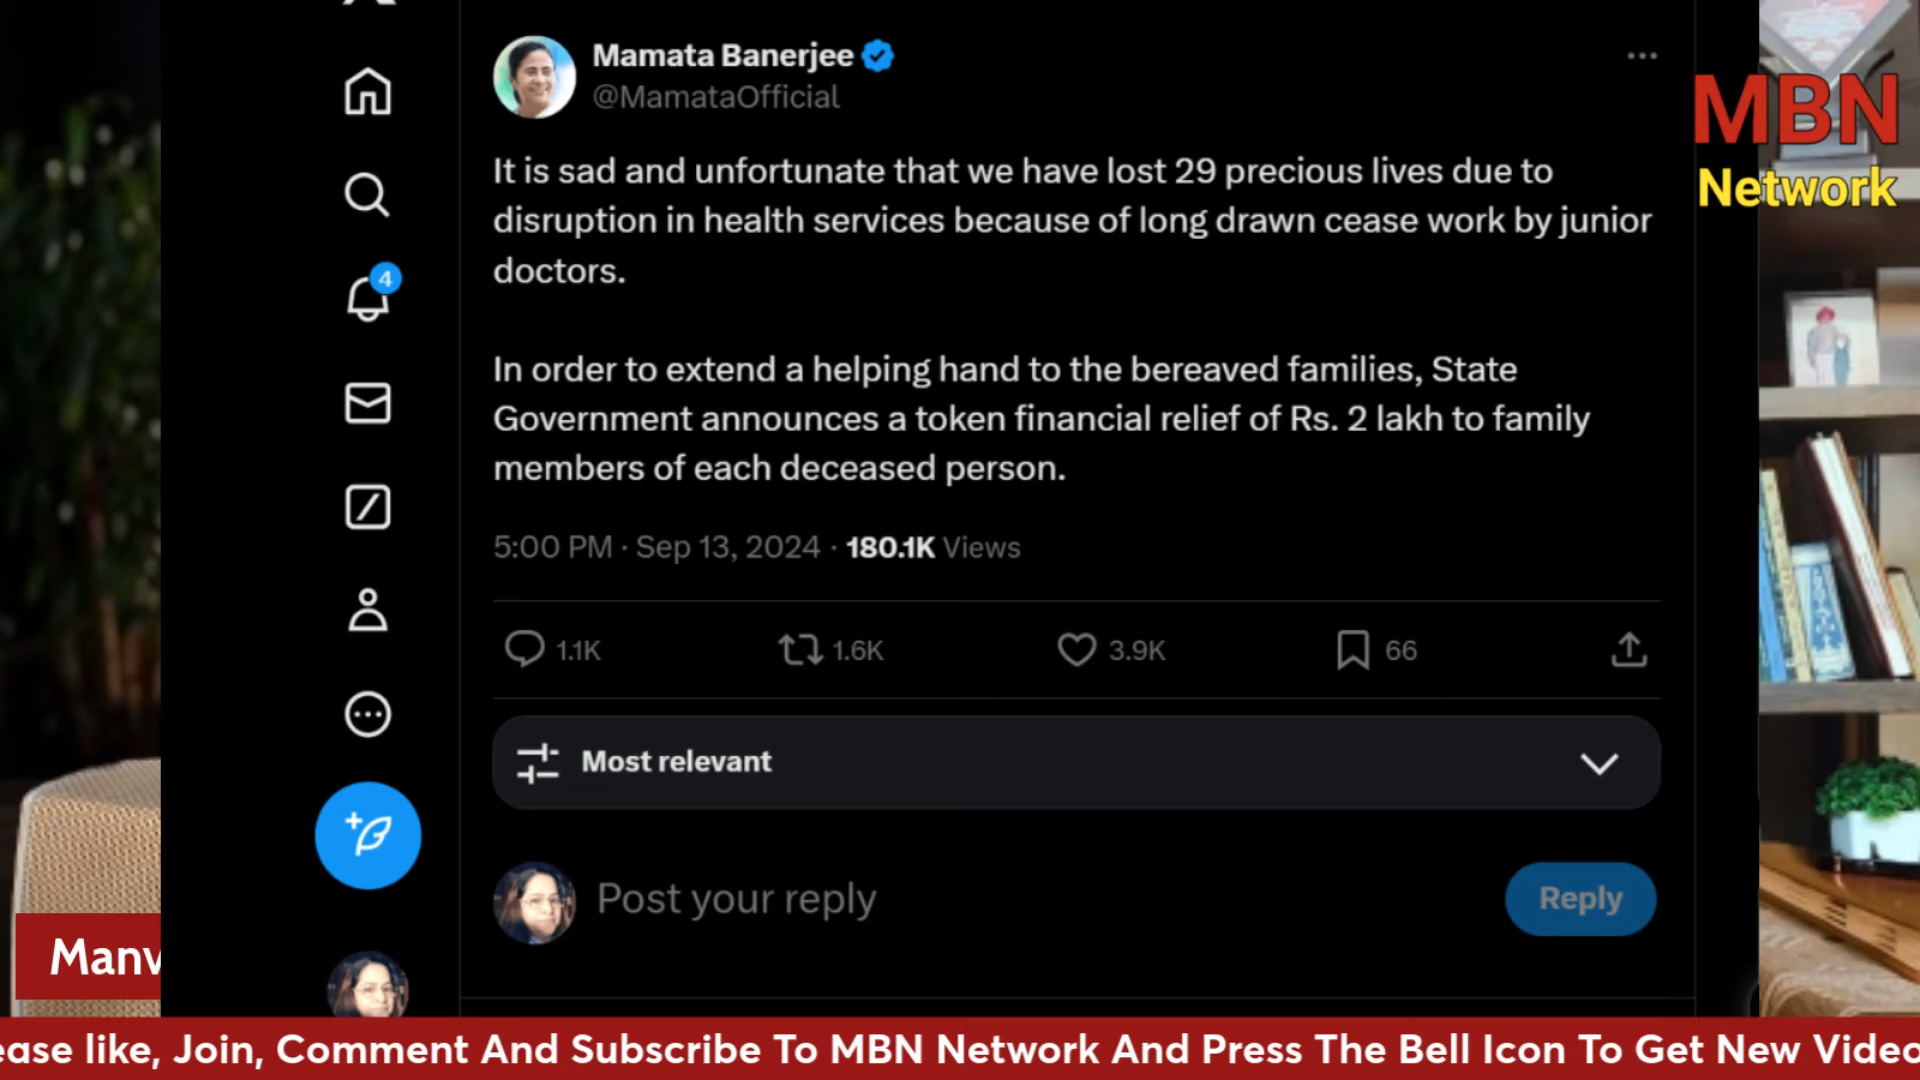 Mamata Banerjee
@MamataOfficial
MBN
Network
It is sad and unfortunate that we have lost 29 precious lives due to
disruption in health services because of long drawn cease work by junior
doctors.
In order to extend a helping hand to the bereaved families, State
Government announces a token financial relief of Rs. 2 lakh to family
members of each deceased person.
5:00 PM · Sep 13, 2024 · 180.1K Views
4
1.1K 1.6K 3.9K 66
Most relevant
Post your reply
Reply
Manv
ease like, Join, Comment And Subscribe To MBN Network And Press The Bell Icon To Get New Video